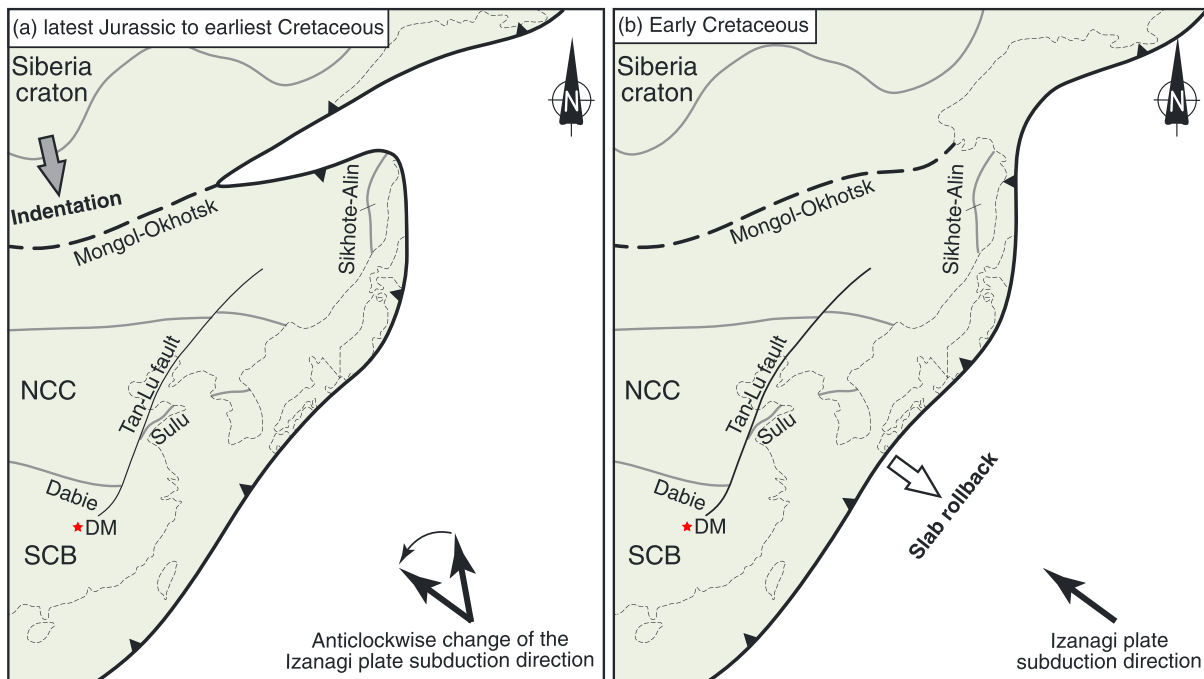 (a) latest Jurassic to earliest Cretaceous
Siberia
craton
N
Indentation
Mongol-Okhotsk
Sikhote-Alin
Tan-Lu fault
NCC
Sulu
Dabie
DM
SCB
Anticlockwise change of the
Izanagi plate subduction direction
(b) Early Cretaceous
Siberia
craton
N
Mongol-Okhotsk
Sikhote-Alin
Tan-Lu fault
NCC
Sulu
Dabie
DM
SCB
Slab rollback
Izanagi plate
subduction direction